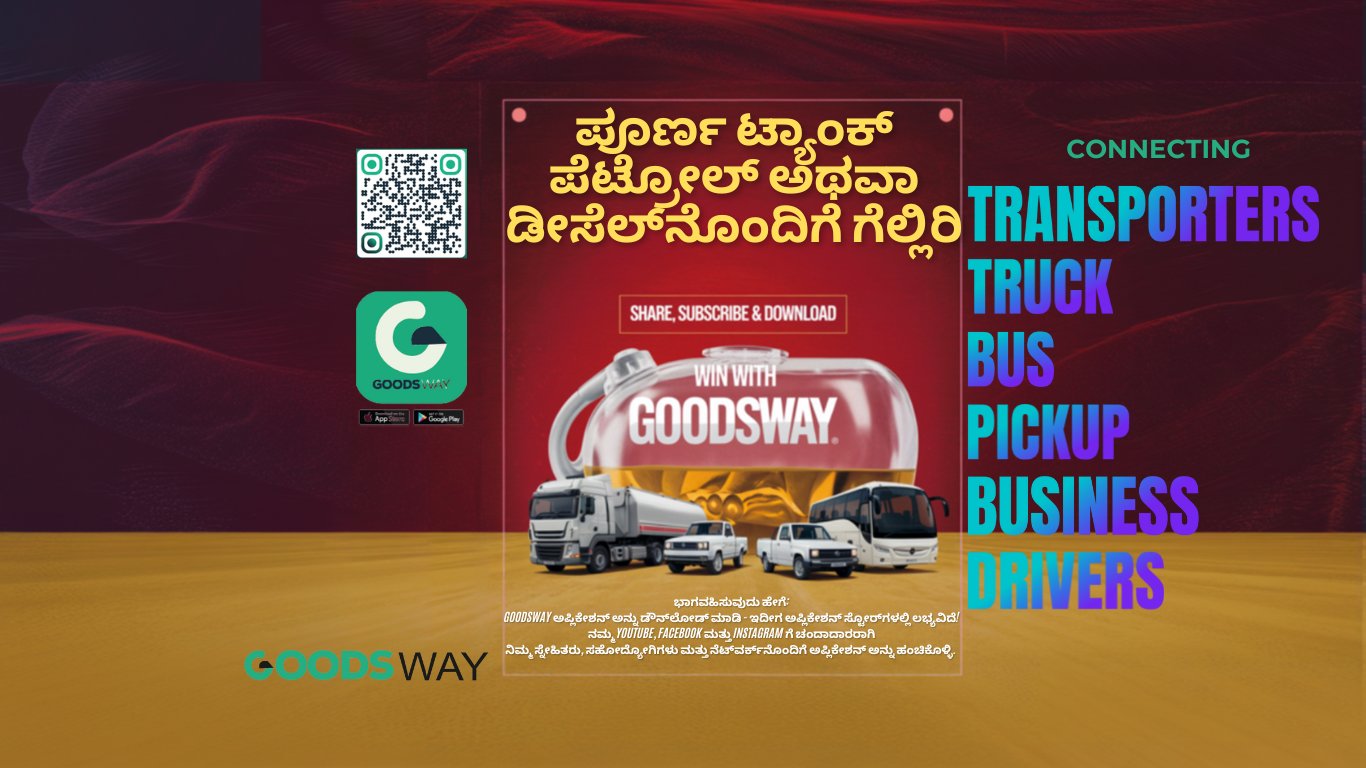 ಪೂರ್ಣ ಟ್ಯಾಂಕ್
ಪೆಟ್ರೋಲ್ ಅಥವಾ
ಡೀಸೆಲ್‌ನೊಂದಿಗೆ ಗೆಲ್ಲಿರಿ
SHARE, SUBSCRIBE & DOWNLOAD
WIN WITH
GOODSWAY®
ಭಾಗವಹಿಸುವುದು ಹೇಗೆ:
GOODSWAY ಅಪ್ಲಿಕೇಶನ್ ಅನ್ನು ಡೌನ್‌ಲೋಡ್ ಮಾಡಿ - ಇದೀಗ ಅಪ್ಲಿಕೇಶನ್ ಸ್ಟೋರ್‌ಗಳಲ್ಲಿ ಲಭ್ಯವಿದೆ!
ನಮ್ಮ YOUTUBE, FACEBOOK ಮತ್ತು INSTAGRAM ಗೆ ಚಂದಾದಾರರಾಗಿ
ನಿಮ್ಮ ಸ್ನೇಹಿತರು, ಸಹೋದ್ಯೋಗಿಗಳು ಮತ್ತು ನೆಟ್‌ವರ್ಕ್‌ನೊಂದಿಗೆ ಅಪ್ಲಿಕೇಶನ್ ಅನ್ನು ಹಂಚಿಕೊಳ್ಳಿ.
GOODSWAY
App Store
Google Play
GOODSWAY
CONNECTING
TRANSPORTERS
TRUCK
BUS
PICKUP
BUSINESS
DRIVERS